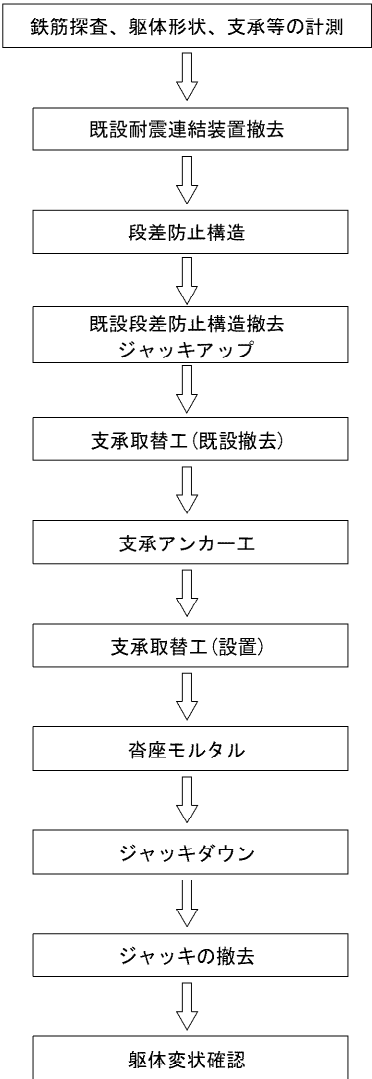 鉄筋探査、躯体形状、支承等の計測
既設耐震連結装置撤去
段差防止構造
既設段差防止構造撤去
ジャッキアップ
支承取替工(既設撤去)
支承アンカー工
支承取替工(設置)
沓座モルタル
ジャッキダウン
ジャッキの撤去
躯体変状確認